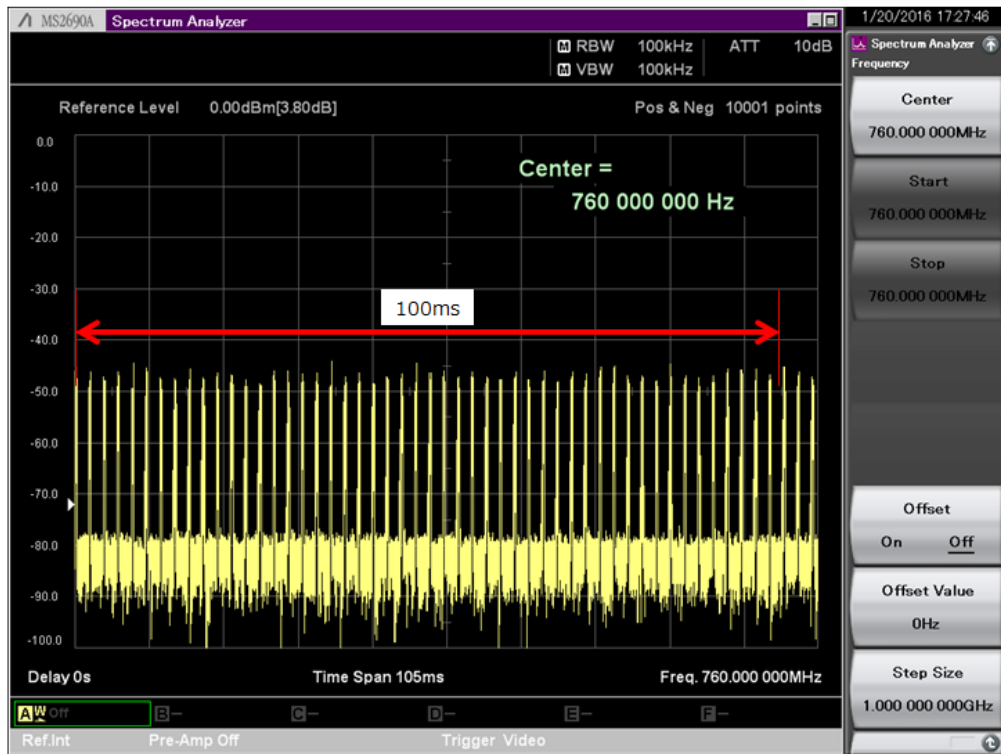 MS2690A Spectrum Analyzer
1/20/2016 17:27:46
M RBW 100kHz ATT 10dB
M VBW 100kHz
Spectrum Analyzer
Frequency
Reference Level 0.00dBm[3.80dB] Pos & Neg 10001 points
Center
760.000 000MHz
0.0
-10.0
-20.0
-30.0
-40.0
-50.0
-60.0
-70.0
-80.0
-90.0
-100.0
Center =
760 000 000 Hz
100ms
Start
760.000 000MHz
Stop
760.000 000MHz
Offset
On Off
Offset Value
0Hz
Step Size
1.000 000 000GHz
Delay 0s Time Span 105ms Freq. 760.000 000MHz
A W Off B- C- D- E- F-
Ref.Int Pre-Amp Off Trigger Video